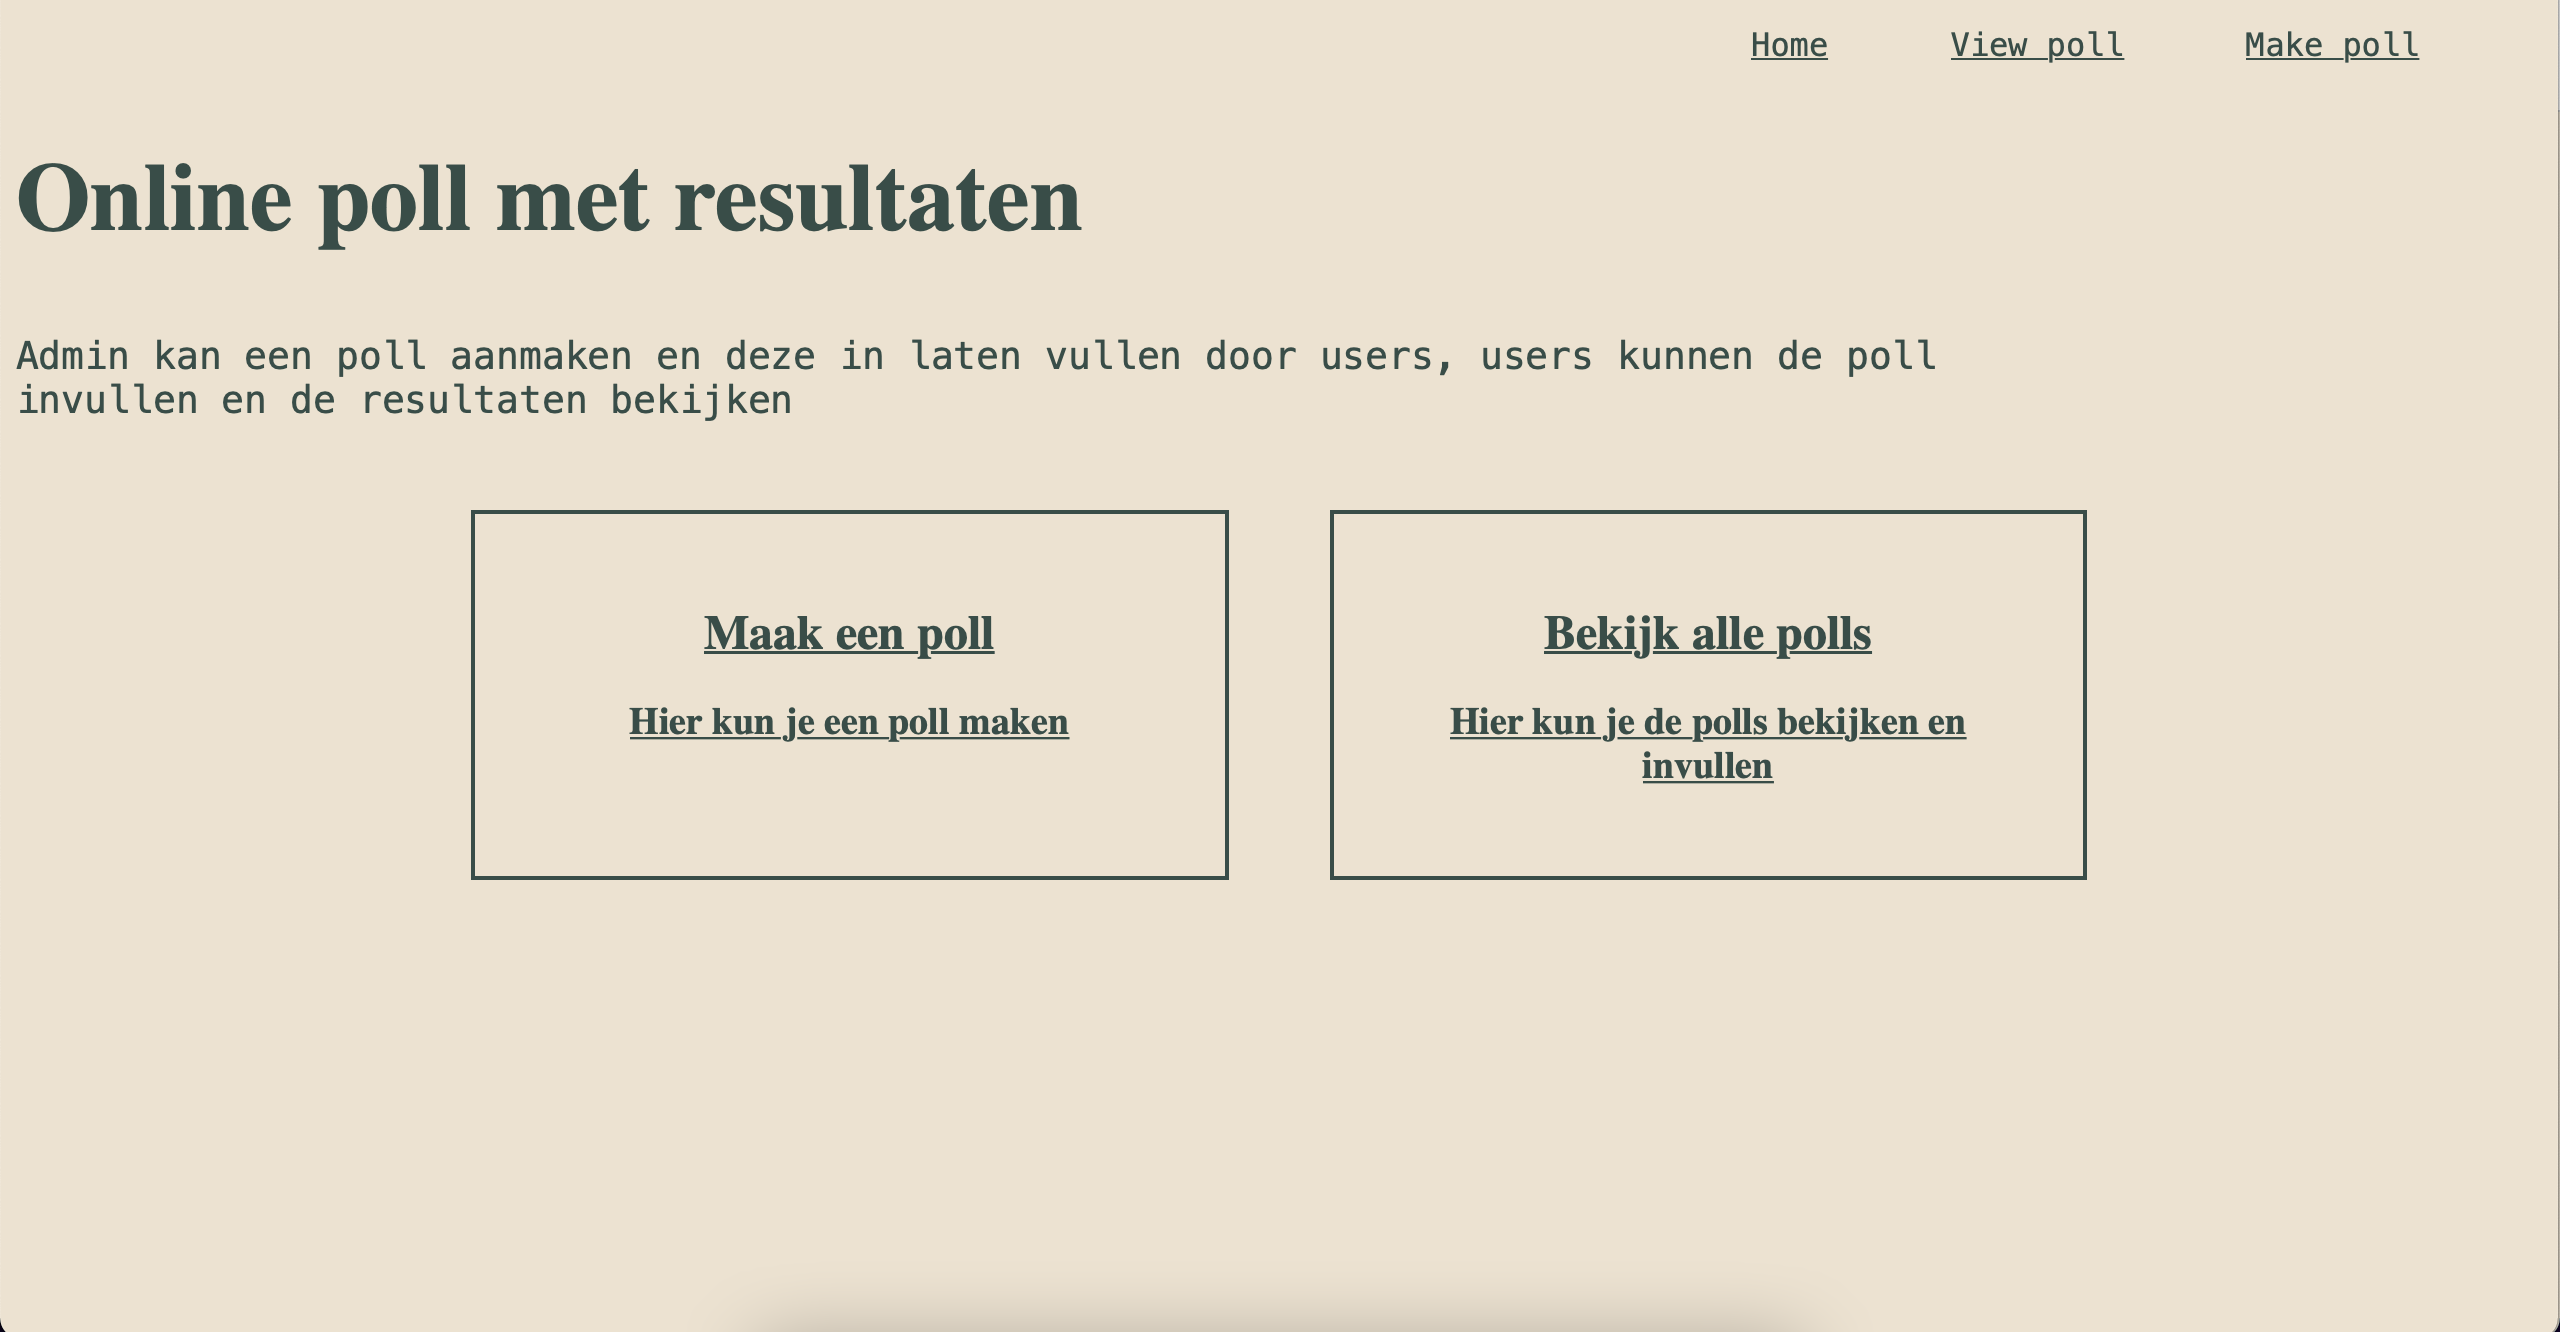 Home View poll Make poll
Online poll met resultaten
Admin kan een poll aanmaken en deze in laten vullen door users, users kunnen de poll
invullen en de resultaten bekijken
Maak een poll
Hier kun je een poll maken
Bekijk alle polls
Hier kun je de polls bekijken en
invullen